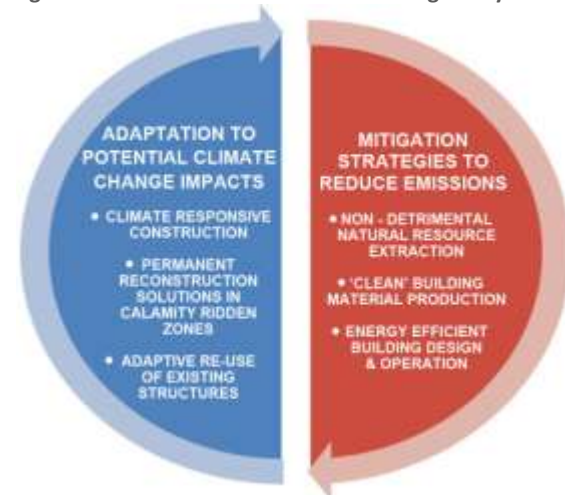 ADAPTATION TO
POTENTIAL CLIMATE
CHANGE IMPACTS
• CLIMATE RESPONSIVE
CONSTRUCTION
• PERMANENT
RECONSTRUCTION
SOLUTIONS IN
CALAMITY RIDDEN
ZONES
• ADAPTIVE RE-USE
OF EXISTING
STRUCTURES
MITIGATION
STRATEGIES TO
REDUCE EMISSIONS
• NON - DETRIMENTAL
NATURAL RESOURCE
EXTRACTION
• 'CLEAN' BUILDING
MATERIAL PRODUCTION
• ENERGY EFFICIENT
BUILDING DESIGN
& OPERATION